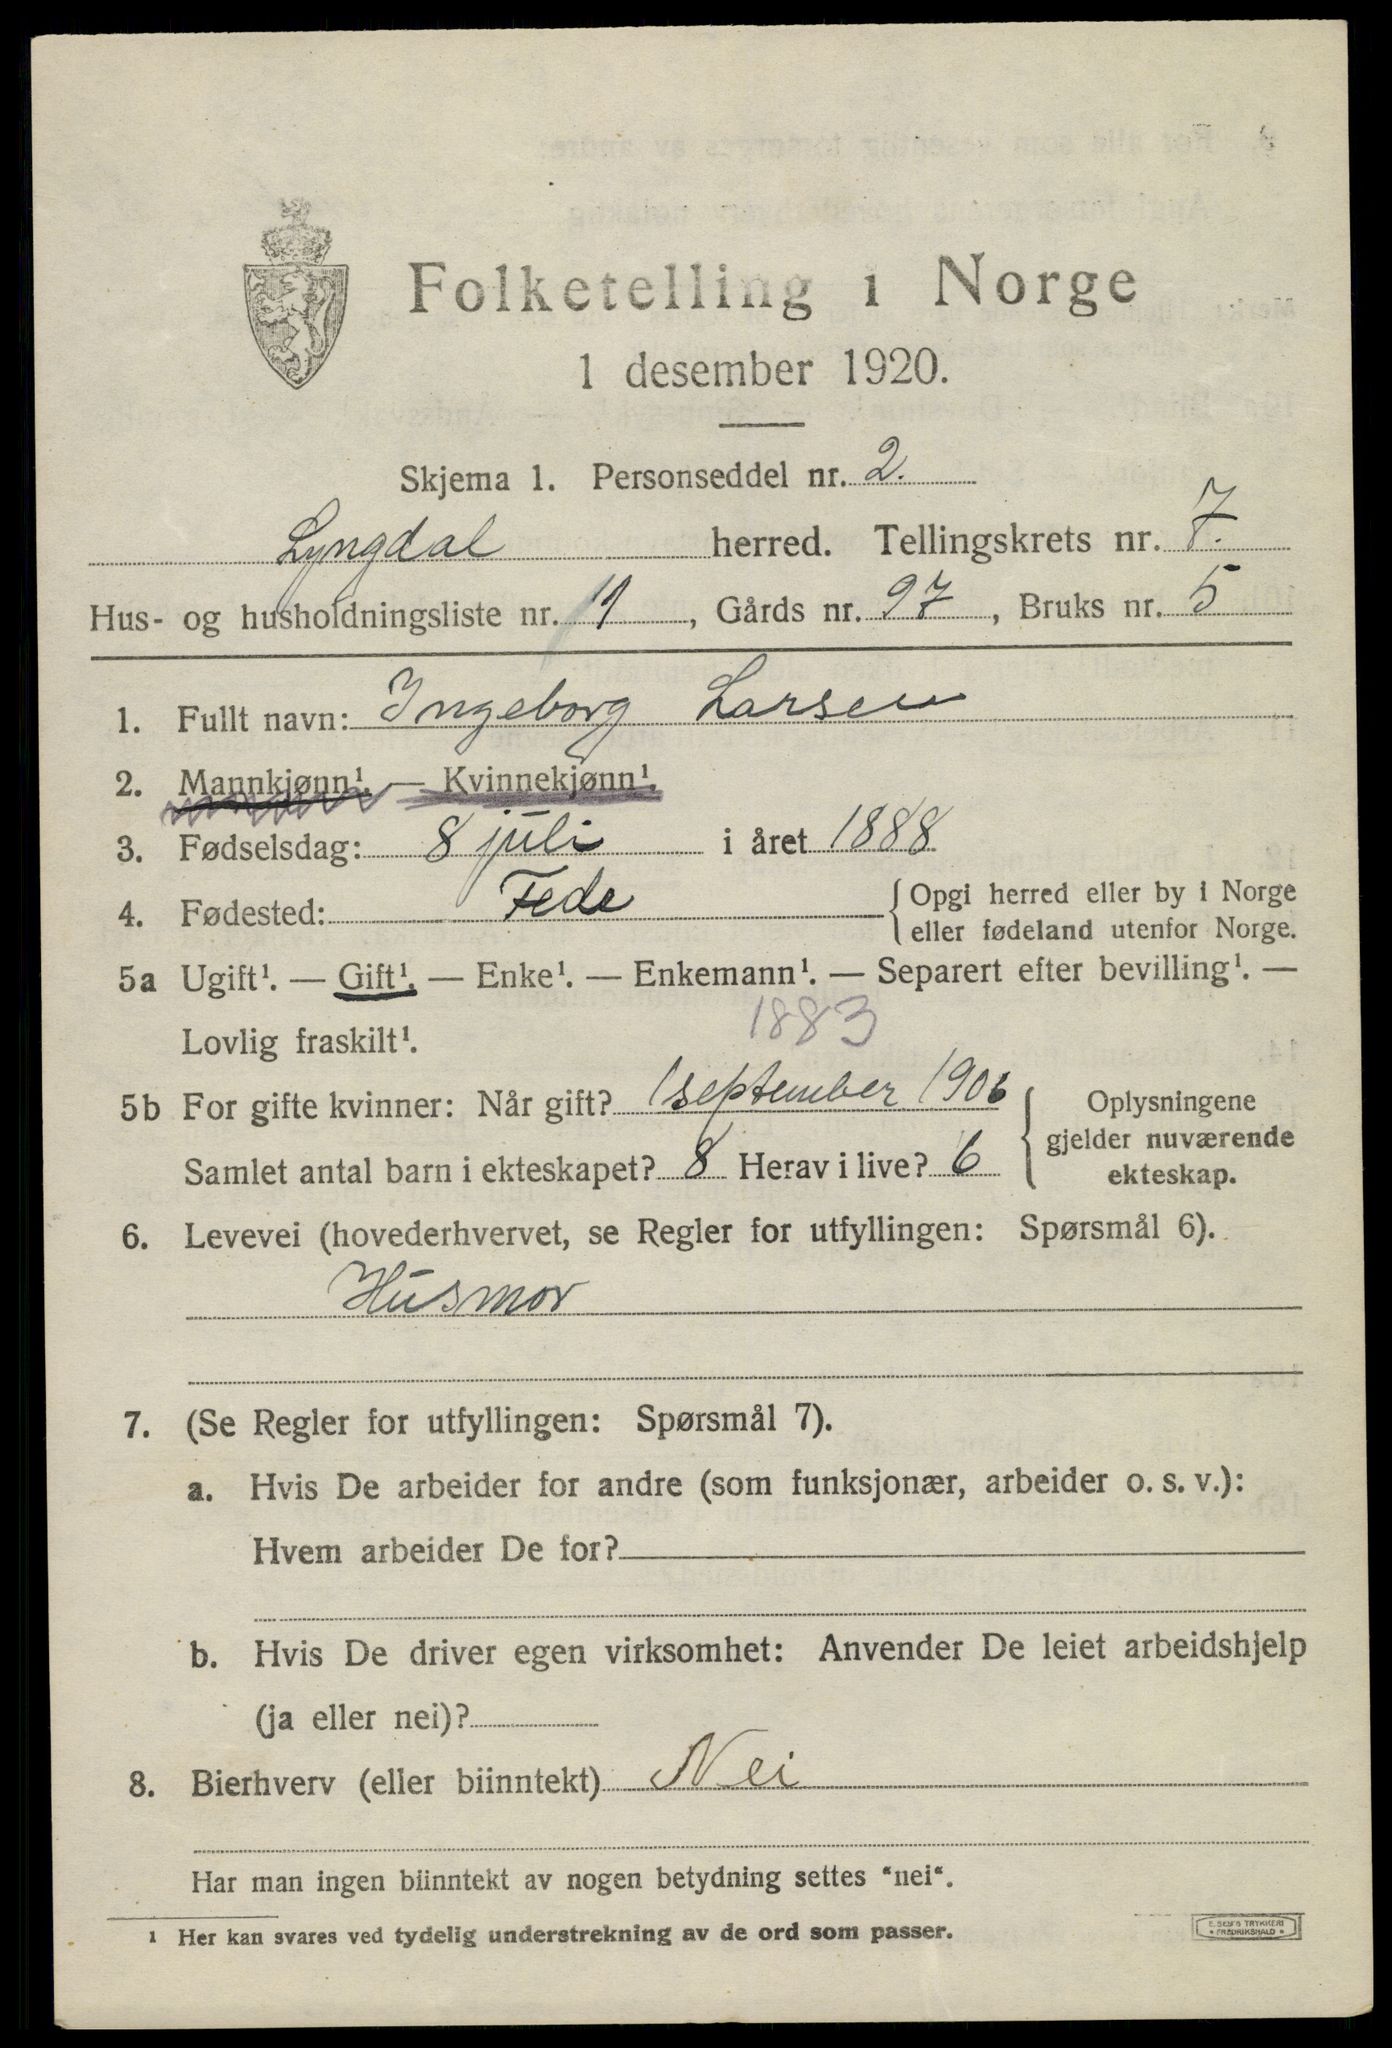 Folketelling i Norge
1 desember 1920.
Skjema 1. Personseddel nr. 2.
Lyngdal herred. Tellingskrets nr. 7.
Hus- og husholdningsliste nr. 11, Gårds nr. 97, Bruks nr. 5
1. Fullt navn: Ingeborg Larsen
2. Mannkjønn¹. — Kvinnekjønn¹.
3. Fødselsdag: 8 juli i året 1888
4. Fødested: Fede {Opgi herred eller by i Norge
eller fødeland utenfor Norge.
5a Ugift¹. — Gift¹. — Enke¹. — Enkemann¹. — Separert efter bevilling¹. —
Lovlig fraskilt¹. 1883
5b For gifte kvinner: Når gift? 1 september 1906
Samlet antal barn i ekteskapet? 8 Herav i live? 6
Oplysningene
gjelder nuværende
ekteskap.
6. Levevei (hovederhvervet, se Regler for utfyllingen: Spørsmål 6).
Husmor
7. (Se Regler for utfyllingen: Spørsmål 7).
a. Hvis De arbeider for andre (som funksjonær, arbeider o. s. v.):
Hvem arbeider De for?
b. Hvis De driver egen virksomhet: Anvender De leiet arbeidshjelp
(ja eller nei)?
8. Bierhverv (eller biinntekt) Nei
Har man ingen biinntekt av nogen betydning settes "nei".
¹ Her kan svares ved tydelig understrekning av de ord som passer.
E. SEMS TRYKKERI
• FREDRIKSHALD •